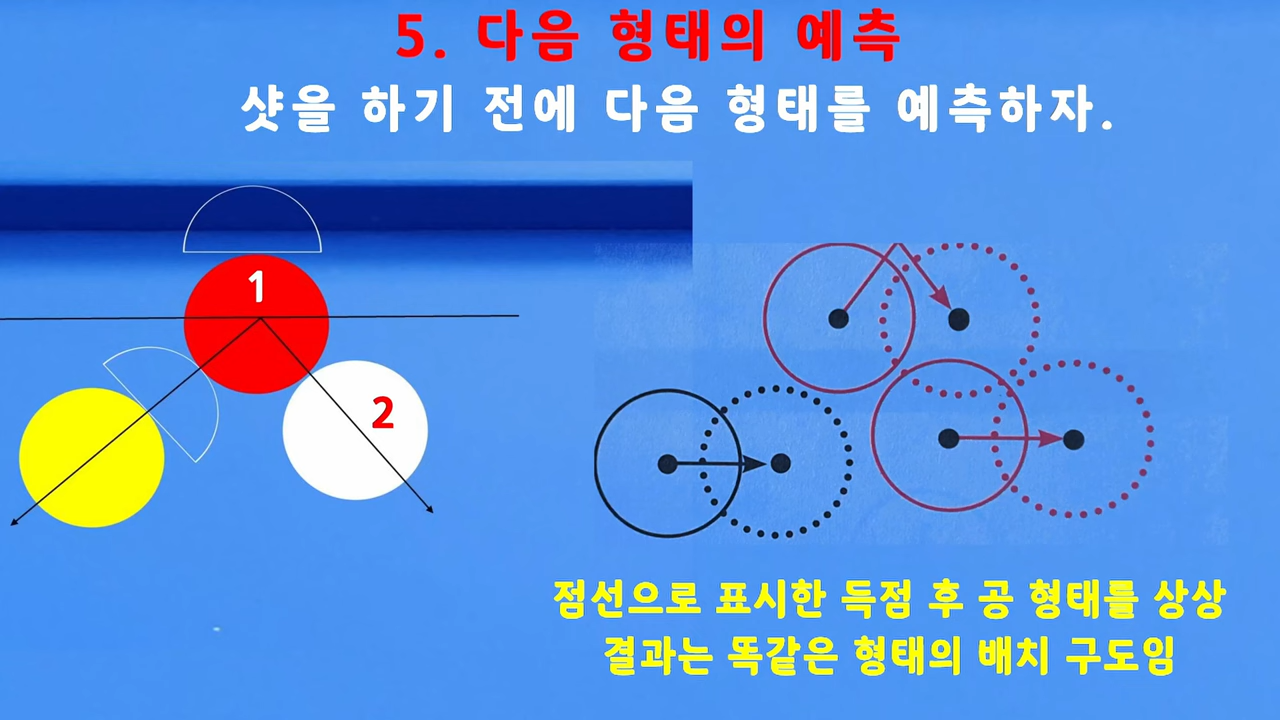 5. 다음 형태의 예측
샷을 하기 전에 다음 형태를 예측하자.
1
2
점선으로 표시한 득점 후 공 형태를 상상
결과는 똑같은 형태의 배치 구도임